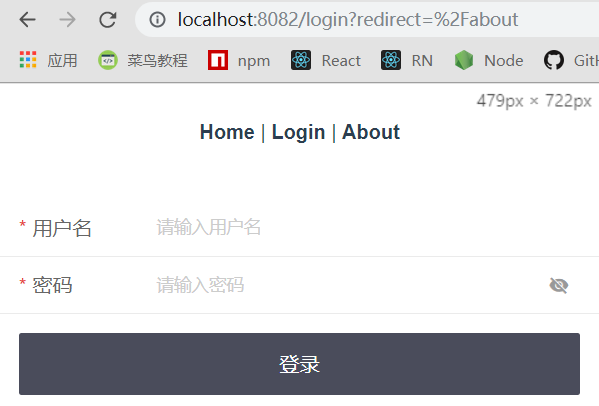 localhost:8082/login?redirect=%2Fabout
应用 菜鸟教程 npm React RN Node GitH
479px × 722px
Home | Login | About
* 用户名 请输入用户名
* 密码 请输入密码
登录